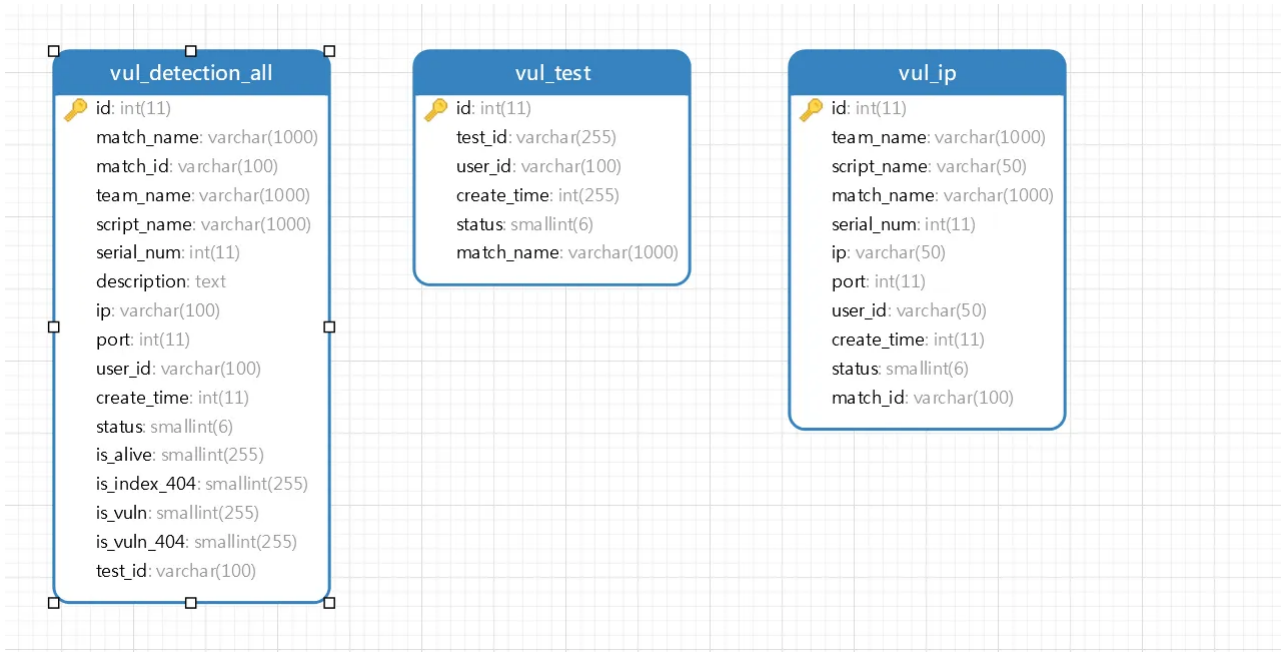 vul_detection_all
id: int(11)
match_name: varchar(1000)
match_id: varchar(100)
team_name: varchar(1000)
script_name: varchar(1000)
serial_num: int(11)
description: text
ip: varchar(100)
port: int(11)
user_id: varchar(100)
create_time: int(11)
status: smallint(6)
is_alive: smallint(255)
is_index_404: smallint(255)
is_vuln: smallint(255)
is_vuln_404: smallint(255)
test_id: varchar(100)
vul_test
id: int(11)
test_id: varchar(255)
user_id: varchar(100)
create_time: int(255)
status: smallint(6)
match_name: varchar(1000)
vul_ip
id: int(11)
team_name: varchar(1000)
script_name: varchar(50)
match_name: varchar(1000)
serial_num: int(11)
ip: varchar(50)
port: int(11)
user_id: varchar(50)
create_time: int(11)
status: smallint(6)
match_id: varchar(100)